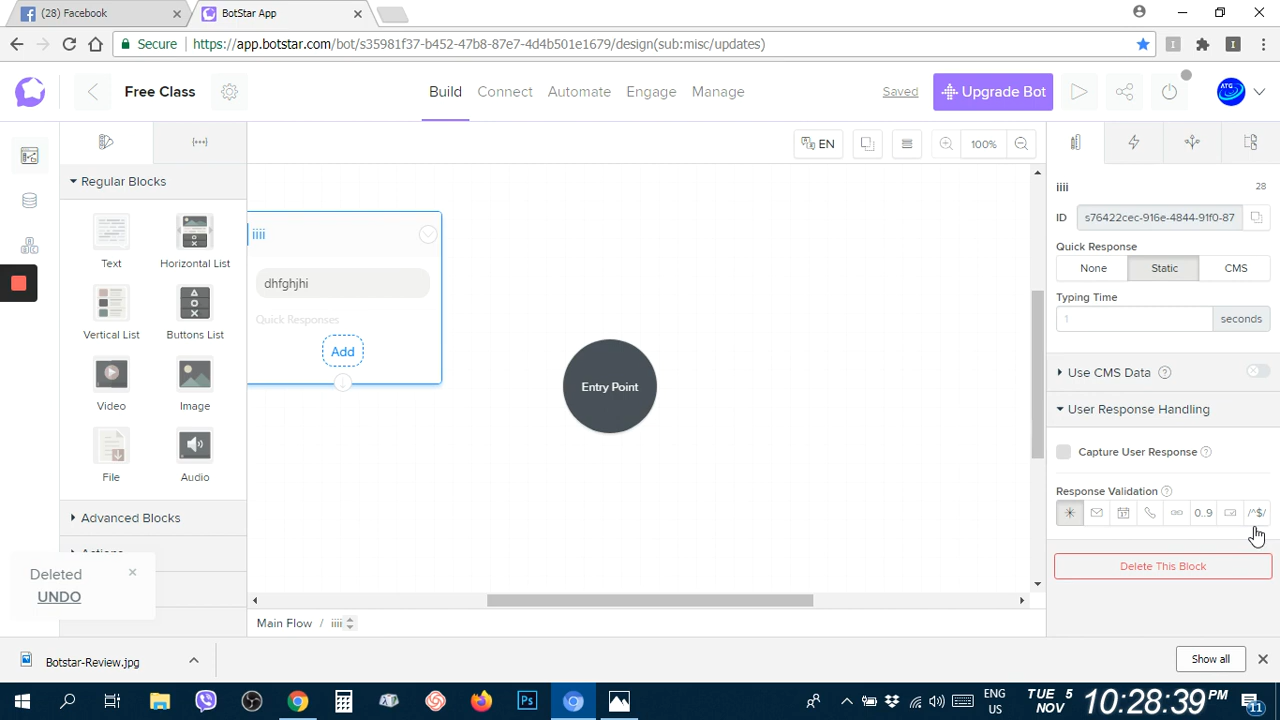 (28) Facebook
BotStar App
Secure
https://app.botstar.com/bot/s35981f37-b452-47b8-87e7-4d4b501e1679/design(sub:misc/updates)
Free Class
Build
Connect
Automate
Engage
Manage
Saved
Upgrade Bot
ATG
EN
100%
Regular Blocks
Text
Horizontal List
Vertical List
Buttons List
Video
Image
File
Audio
Advanced Blocks
Actions
Deleted
UNDO
iiii
dhfghjhi
Quick Responses
Add
Entry Point
Main Flow / iiii
iiii
28
ID
s76422cec-916e-4844-91f0-87
Quick Response
None
Static
CMS
Typing Time
1
seconds
Use CMS Data ?
User Response Handling
Capture User Response ?
Response Validation ?
0..9
/^$/
Delete This Block
Botstar-Review.jpg
Show all
Ps
ENG
US
TUE 5
NOV
10:28:39 PM
11